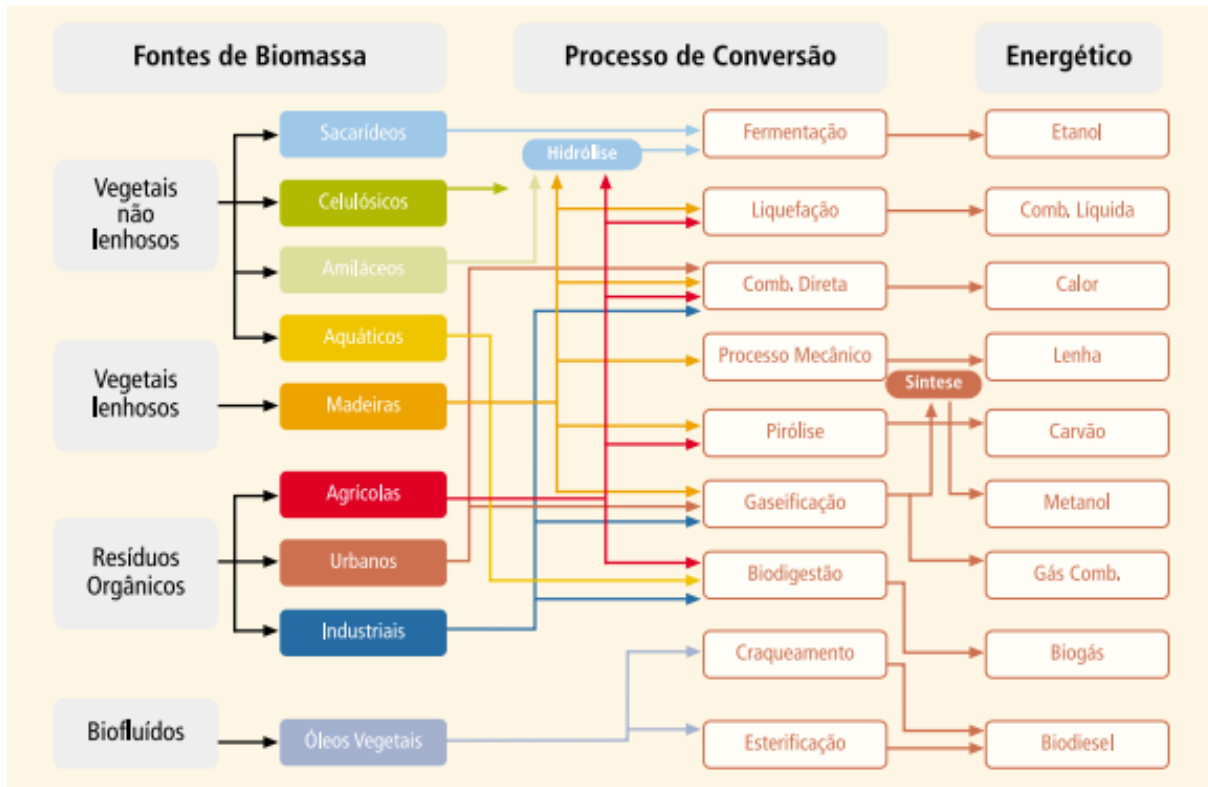 Fontes de Biomassa
Processo de Conversão
Energético
Vegetais
não
lenhosos
Vegetais
lenhosos
Resíduos
Orgânicos
Biofluídos
Sacarídeos
Celulósicos
Amiláceos
Aquáticos
Madeiras
Agrícolas
Urbanos
Industriais
Óleos Vegetais
Hidrólise
Fermentação
Liquefação
Comb. Direta
Processo Mecânico
Pirólise
Gaseificação
Biodigestão
Craqueamento
Esterificação
Síntese
Etanol
Comb. Líquida
Calor
Lenha
Carvão
Metanol
Gás Comb.
Biogás
Biodiesel